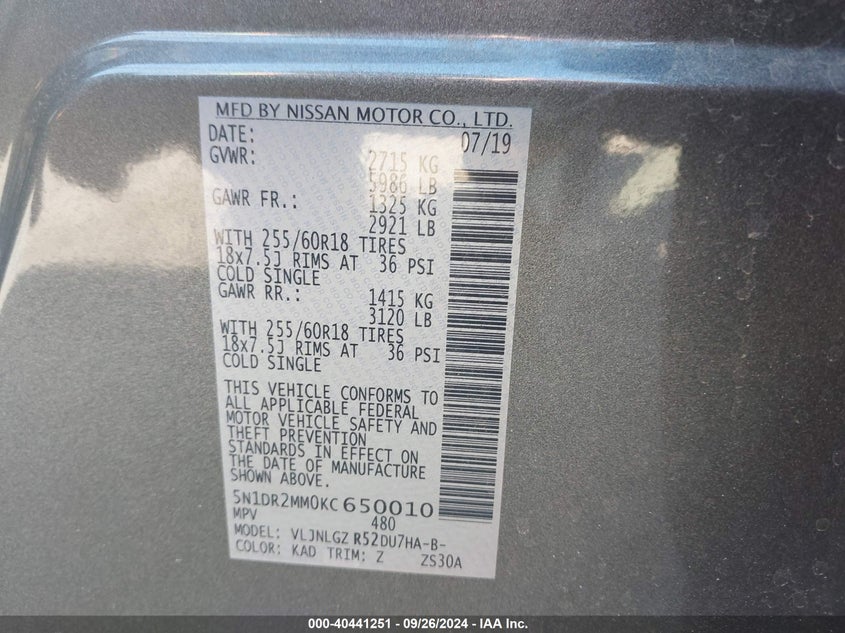 MFD BY NISSAN MOTOR CO., LTD.
DATE: 07/19
GVWR: 2715 KG
5986 LB
GAWR FR.: 1325 KG
2921 LB
WITH 255/60R18 TIRES
18x7.5J RIMS AT 36 PSI
COLD SINGLE
GAWR RR.: 1415 KG
3120 LB
WITH 255/60R18 TIRES
18x7.5J RIMS AT 36 PSI
COLD SINGLE
THIS VEHICLE CONFORMS TO
ALL APPLICABLE FEDERAL
MOTOR VEHICLE SAFETY AND
THEFT PREVENTION
STANDARDS IN EFFECT ON
THE DATE OF MANUFACTURE
SHOWN ABOVE.
5N1DR2MM0KC650010
MPV 480
MODEL: VLJNLGZ R52DU7HA-B-
COLOR: KAD TRIM: Z ZS30A
000-40441251 - 09/26/2024 - IAA Inc.